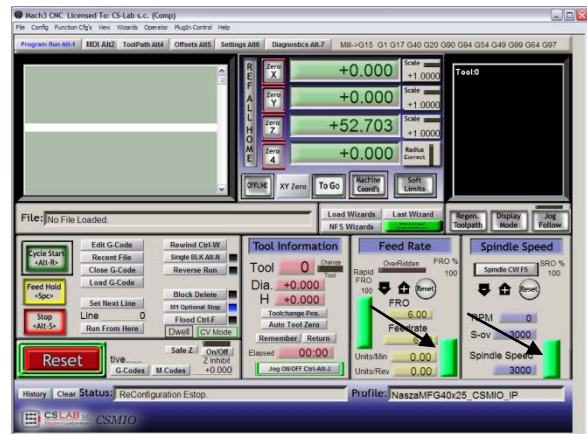 Mach3 CNC Licensed To: CS-Lab s.c. (Comp)
File Config Function Cfg's View Wizards Operator PlugIn Control Help
Program Run Alt-1 MDI Alt2 ToolPath Alt4 Offsets Alt5 Settings Alt6 Diagnostics Alt-7 Mill->G15 G1 G17 G40 G20 G90 G94 G54 G49 G99 G64 G97
REF ALL HOME
Zero X +0.000 Scale +1.0000
Zero Y +0.000 Scale +1.0000
Zero Z +52.703 Scale +1.0000
Zero 4 +0.000 Radius Correct
OFFLINE XY Zero To Go Machine Coord's Soft Limits
Tool:0
File: No File Loaded.
Load Wizards Last Wizard
NFS Wizards
Regen. Toolpath Display Mode Jog Follow
Cycle Start <Alt-R>
Feed Hold <Spc>
Stop <Alt-S>
Edit G-Code Rewind Ctrl-W
Recent File Single BLK Alt-N
Close G-Code Reverse Run
Load G-Code
Block Delete
Set Next Line M1 Optional Stop
Line 0 Flood Ctrl-F
Run From Here Dwell CV Mode
Reset
tive......
G-Codes M-Codes
Safe Z On/Off
Z Inhibit
+0.000
Tool Information
Tool 0 Change Tool
Dia. +0.000
H +0.000
Toolchange Pos.
Auto Tool Zero
Remember Return
Elapsed 00:00
Jog ON/OFF Ctrl-Alt-J
Feed Rate
OverRidden FRO %
100
Rapid FRO
100
Reset
FRO
6.00
Feedrate
Units/Min 0.00
Units/Rev 0.00
Spindle Speed
Spindle CW F5 SRO %
100
Reset
RPM 0
S-ov 3000
Spindle Speed
3000
History Clear Status: ReConfiguration Estop. Profile: NaszaMFG40x25_CSMIO_IP
CSLAB s.c.
CSMIO